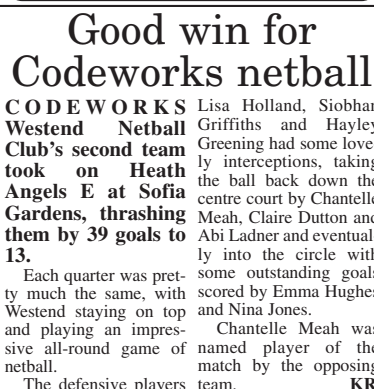 Good win for
Codeworks netball
CODEWORKS
Westend Netball
Club's second team
took on Heath
Angels E at Sofia
Gardens, thrashing
them by 39 goals to
13.
Each quarter was pret-
ty much the same, with
Westend staying on top
and playing an impres-
sive all-round game of
netball.
The defensive players
Lisa Holland, Siobhan
Griffiths and Hayley
Greening had some love-
ly interceptions, taking
the ball back down the
centre court by Chantelle
Meah, Claire Dutton and
Abi Ladner and eventual-
ly into the circle with
some outstanding goals
scored by Emma Hughes
and Nina Jones.
Chantelle Meah was
named player of the
match by the opposing
team. KR